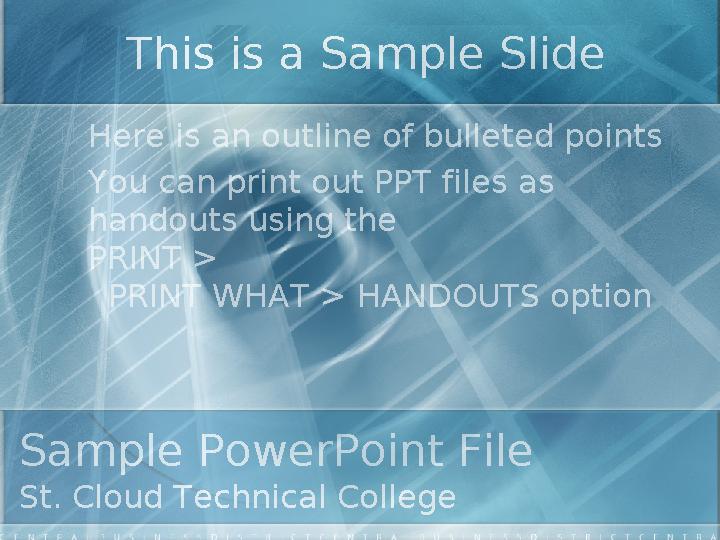 This is a Sample Slide
Here is an outline of bulleted points
You can print out PPT files as
handouts using the
PRINT >
PRINT WHAT > HANDOUTS option
Sample PowerPoint File
St. Cloud Technical College